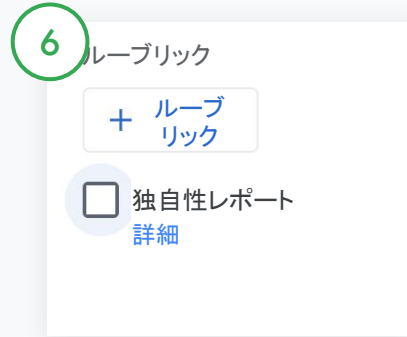 6
ルーブリック
+ ルーブ
リック
独自性レポート
詳細